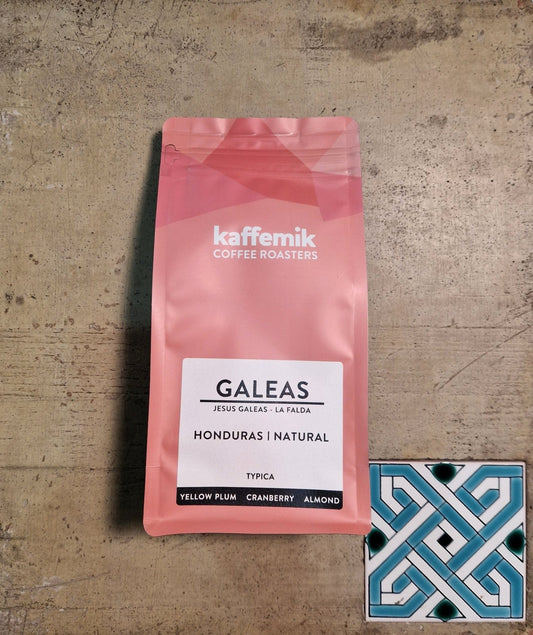 kaffemik
COFFEE ROASTERS
GALEAS
JESUS GALEAS - LA FALDA
HONDURAS | NATURAL
TYPICA
YELLOW PLUM CRANBERRY ALMOND